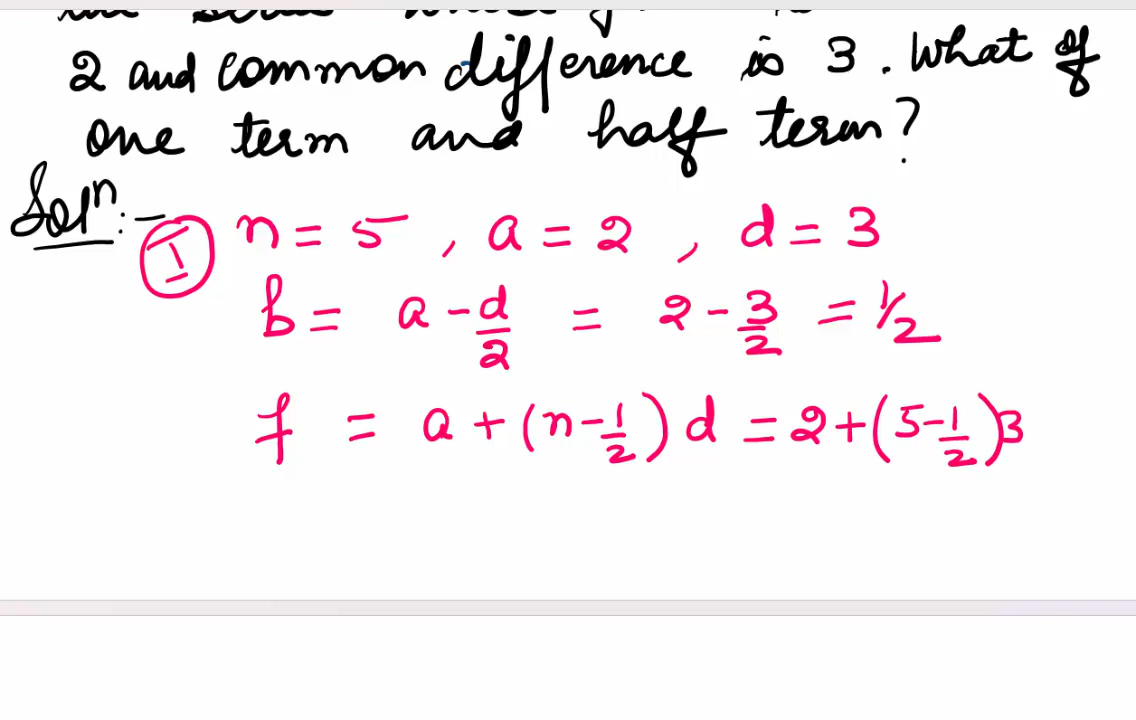 2 and common difference is 3. What of
one term and half term?
Solⁿ:-
I n = 5, a = 2, d = 3
b = a - d/2 = 2 - 3/2 = 1/2
f = a + (n - 1/2) d = 2 + (5 - 1/2) 3